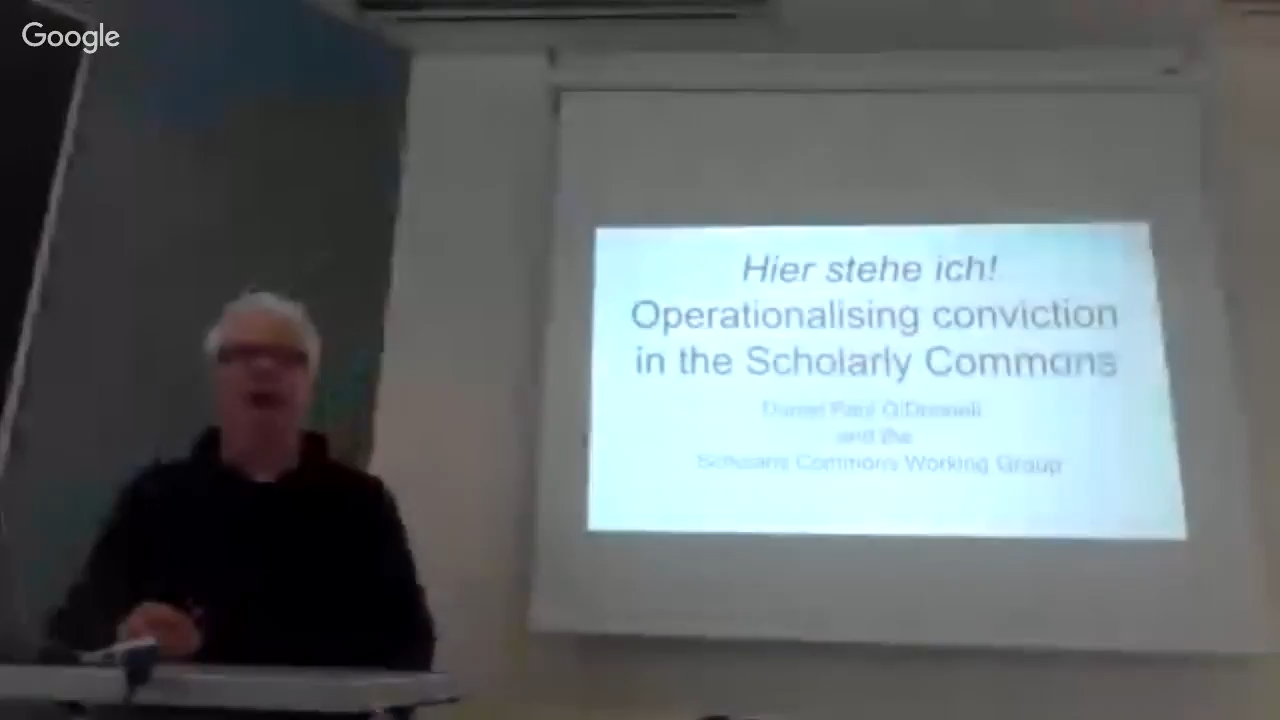 Google
Hier stehe ich!
Operationalising conviction
in the Scholarly Commons
Daniel Paul O'Donnell
and the
Scholarly Commons Working Group